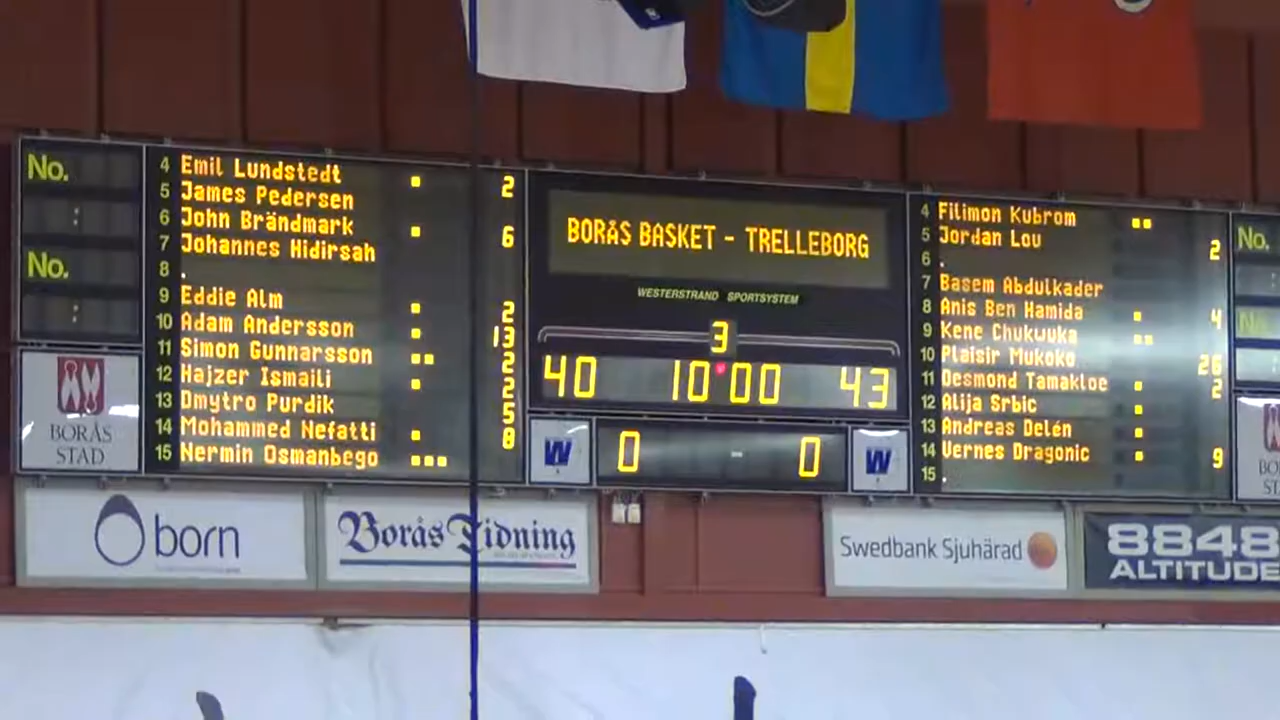 No.
:
No.
:
BORÅS
STAD
4 Emil Lundstedt 2
5 James Pedersen
6 John Brändmark 6
7 Johannes Hidirsah
8 .
9 Eddie Alm 2
10 Adam Andersson 13
11 Simon Gunnarsson 2
12 Hajzer Ismaili 2
13 Dmytro Purdik 5
14 Mohammed Nefatti 8
15 Nermin Osmanbego
BORÅS BASKET - TRELLEBORG
WESTERSTRAND SPORTSYSTEM
3
40 10:00 43
W 0 - 0 W
4 Filimon Kubrom
5 Jordan Lou 2
6 .
7 Basem Abdulkader
8 Anis Ben Hamida 4
9 Kene Chukwuka
10 Plaisir Mukoko 26
11 Desmond Tamakloe 2
12 Alija Srbic
13 Andreas Delén
14 Vernes Dragonic 9
15 .
No.
No.
born
Borås Tidning
Swedbank Sjuhärad
8848
ALTITUDE